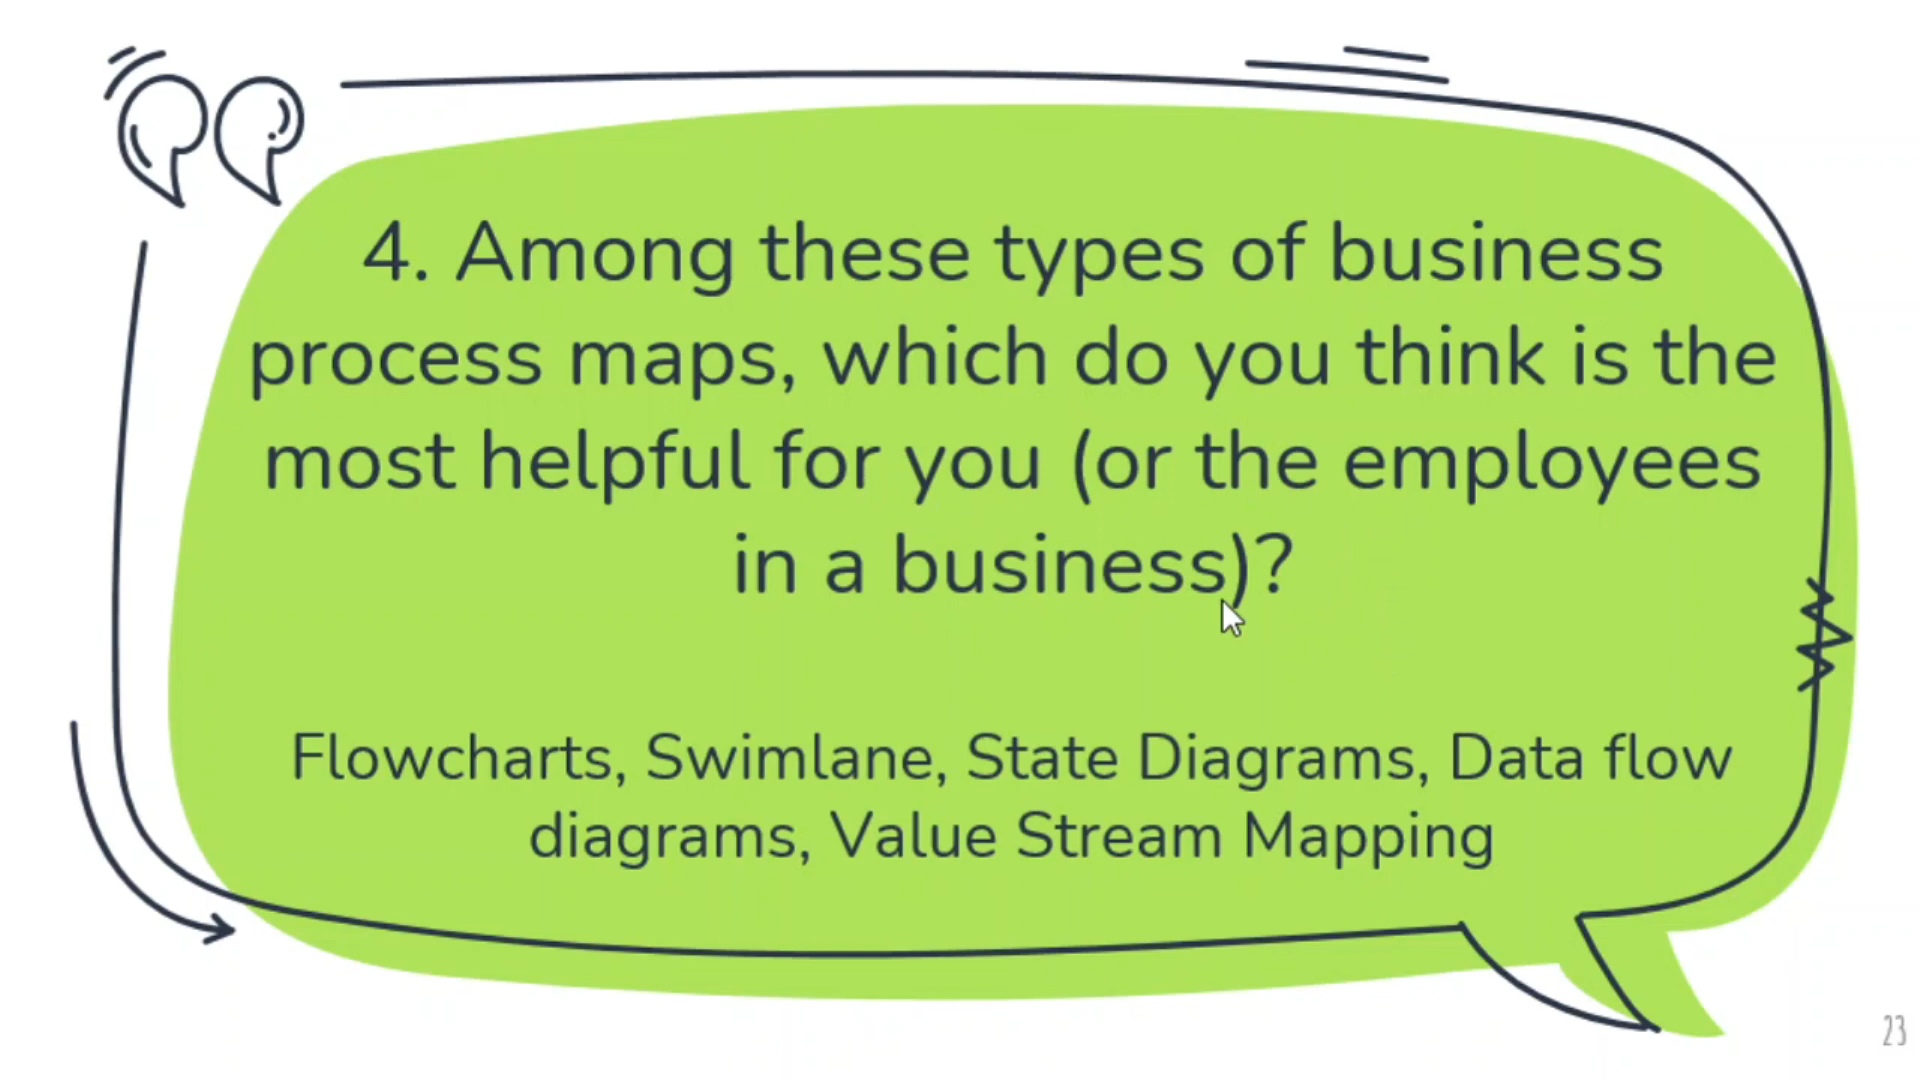 4. Among these types of business
process maps, which do you think is the
most helpful for you (or the employees
in a business)?
Flowcharts, Swimlane, State Diagrams, Data flow
diagrams, Value Stream Mapping
23